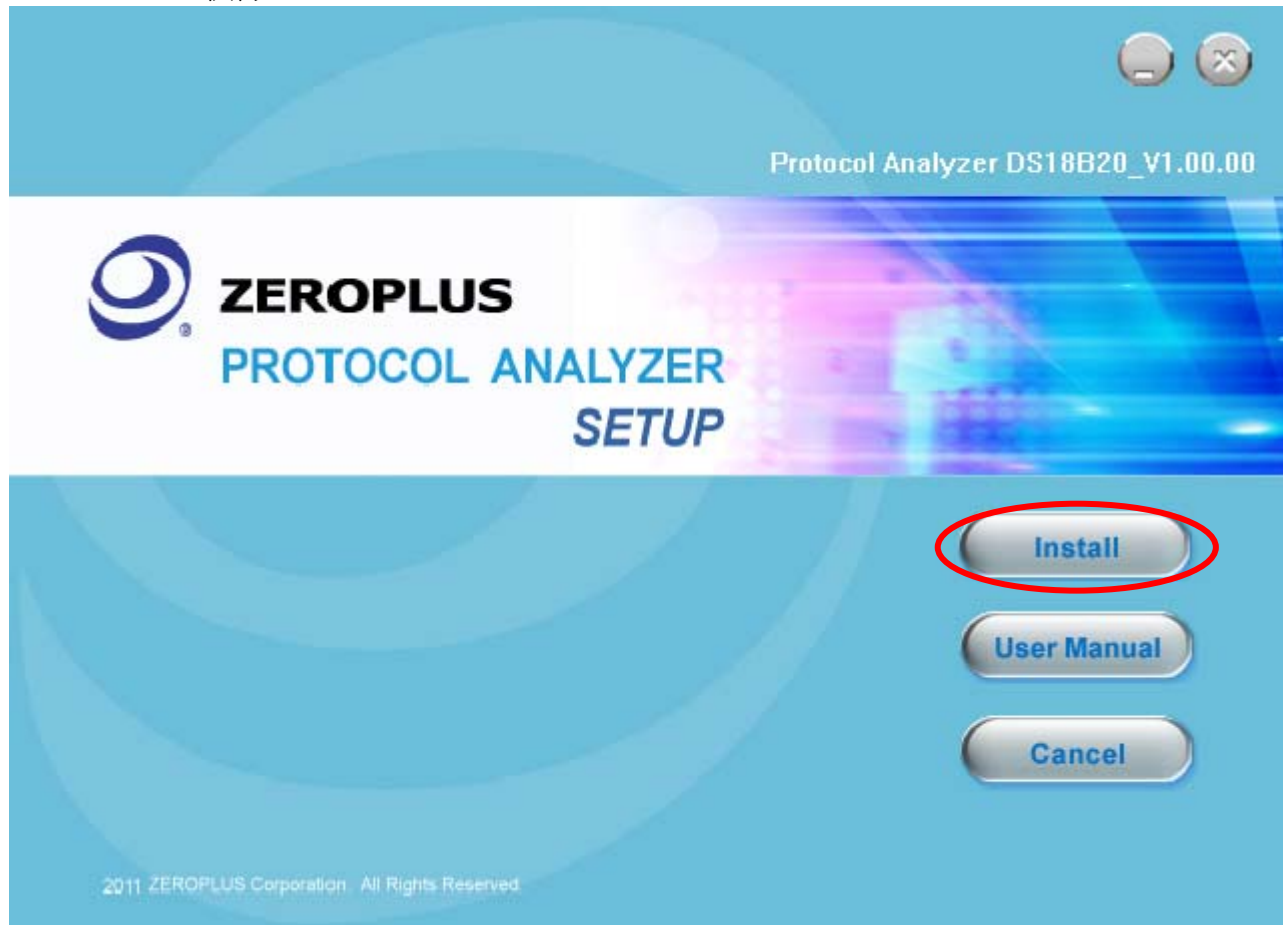 Protocol Analyzer DS18B20_V1.00.00
ZEROPLUS
PROTOCOL ANALYZER
SETUP
Install
User Manual
Cancel
2011 ZEROPLUS Corporation. All Rights Reserved